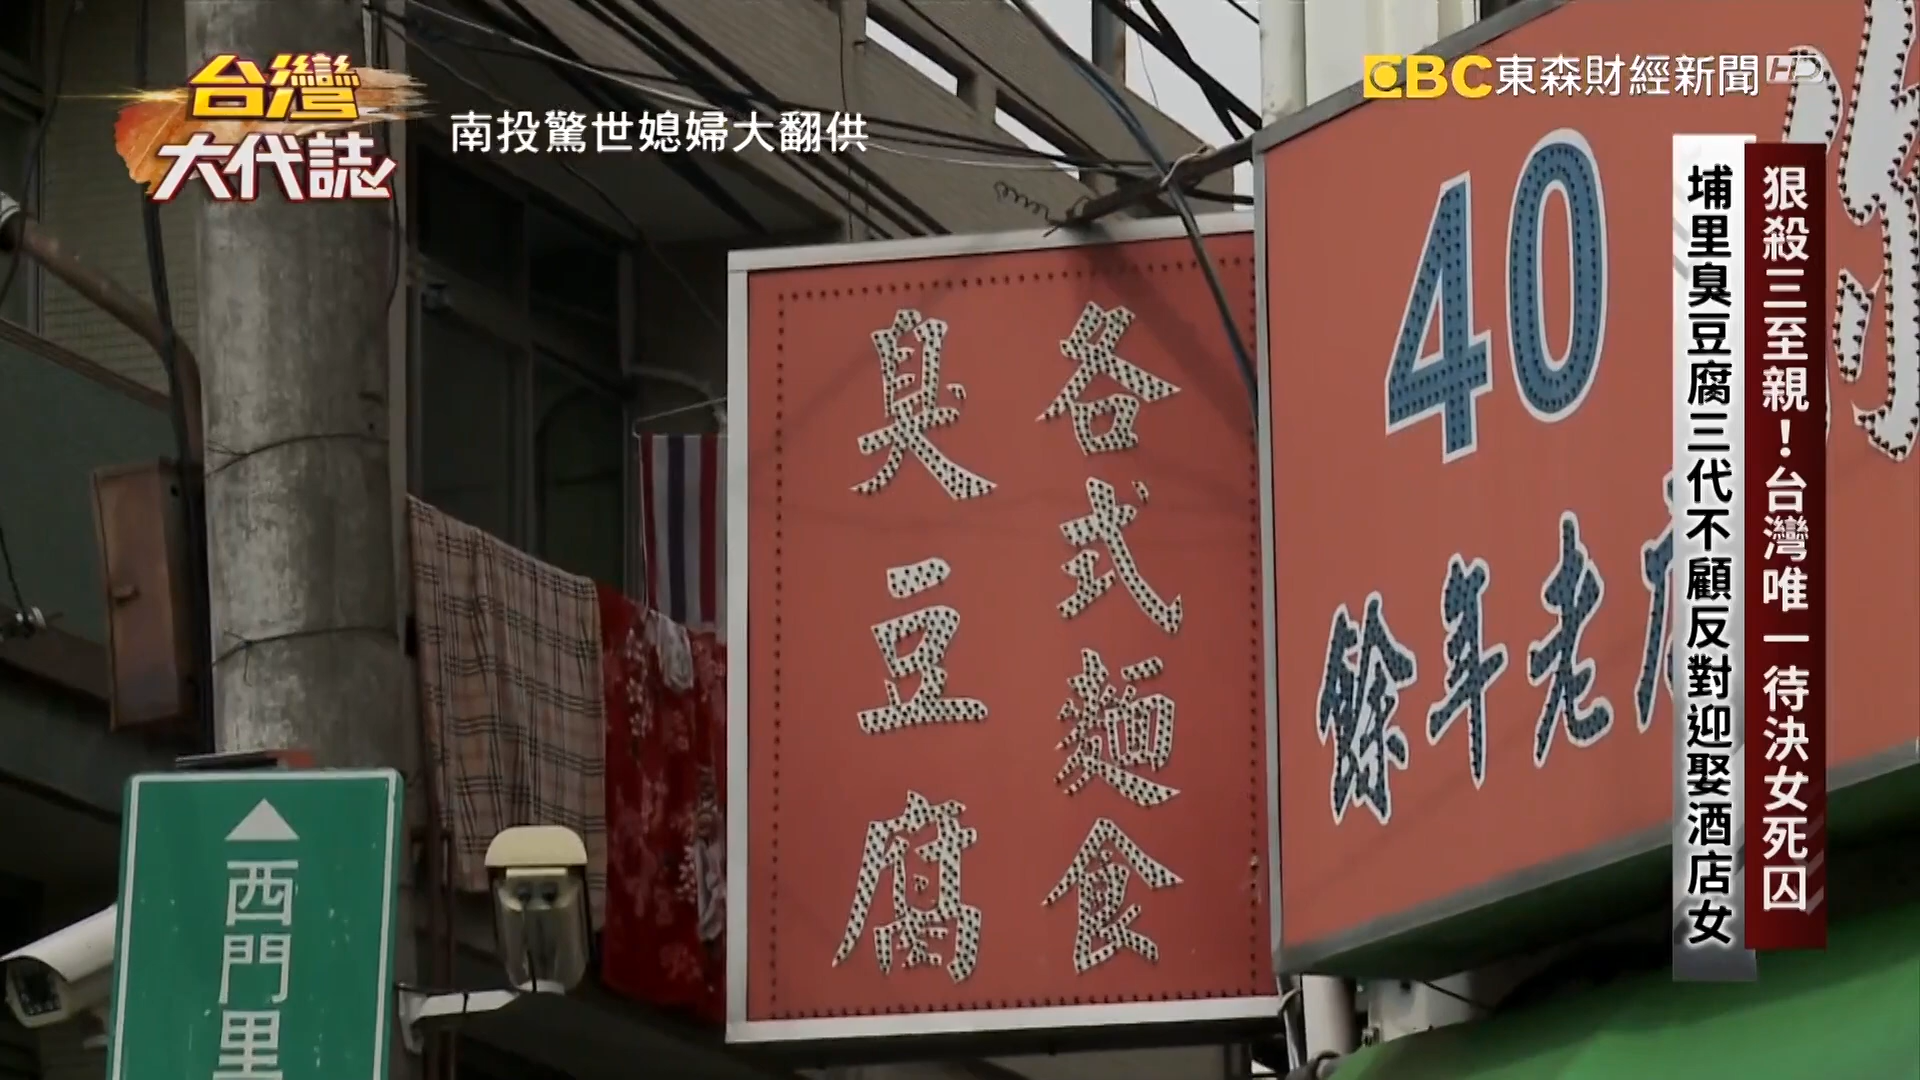 台灣
大代誌
南投驚世媳婦大翻供
EBC 東森財經新聞 HD
狠殺三至親！台灣唯一待決女死囚
埔里臭豆腐三代不顧反對迎娶酒店女
各式麵食
臭豆腐
40
餘年老店
西門里